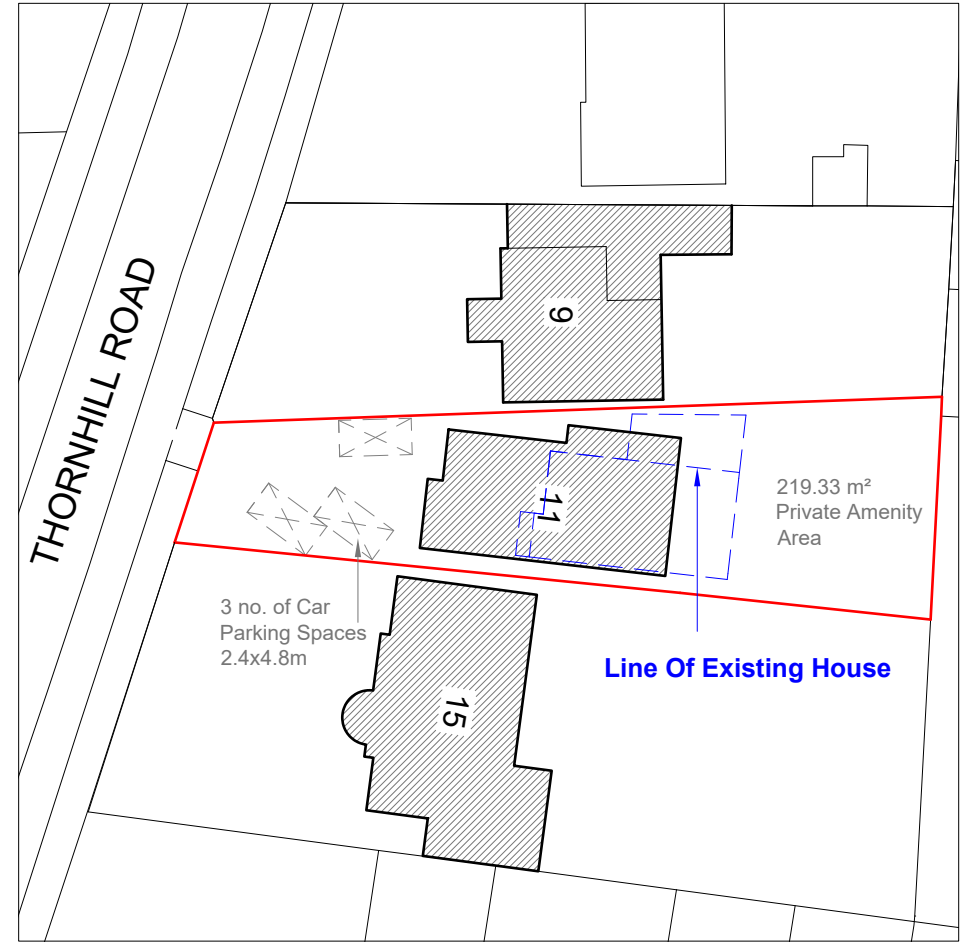 THORNHILL ROAD
9
11
219.33 m²
Private Amenity
Area
3 no. of Car
Parking Spaces
2.4x4.8m
Line Of Existing House
15